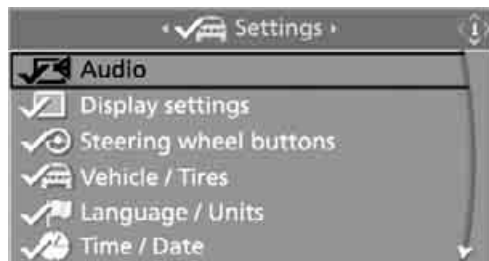 Settings
Audio
Display settings
Steering wheel buttons
Vehicle / Tires
Language / Units
Time / Date